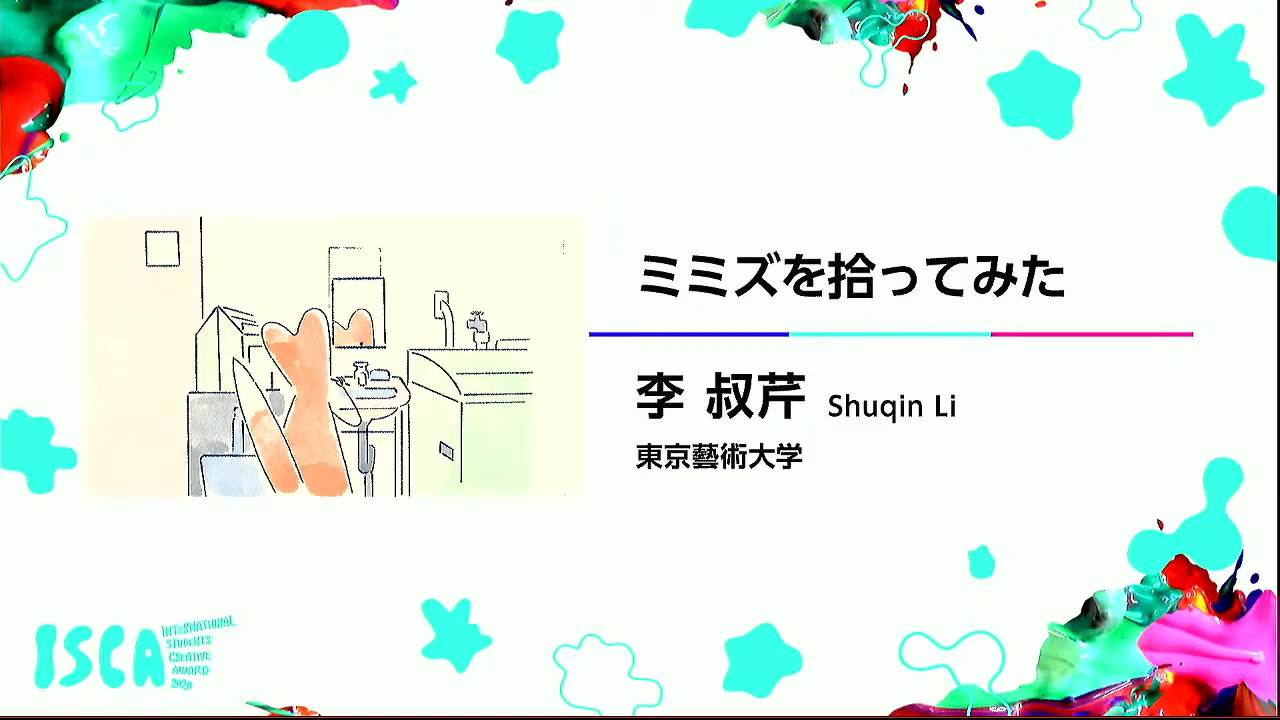 ミミズを拾ってみた
李 叔芹 Shuqin Li
東京藝術大学
ISCA
INTERNATIONAL
STUDENTS
CREATIVE
AWARD
2020